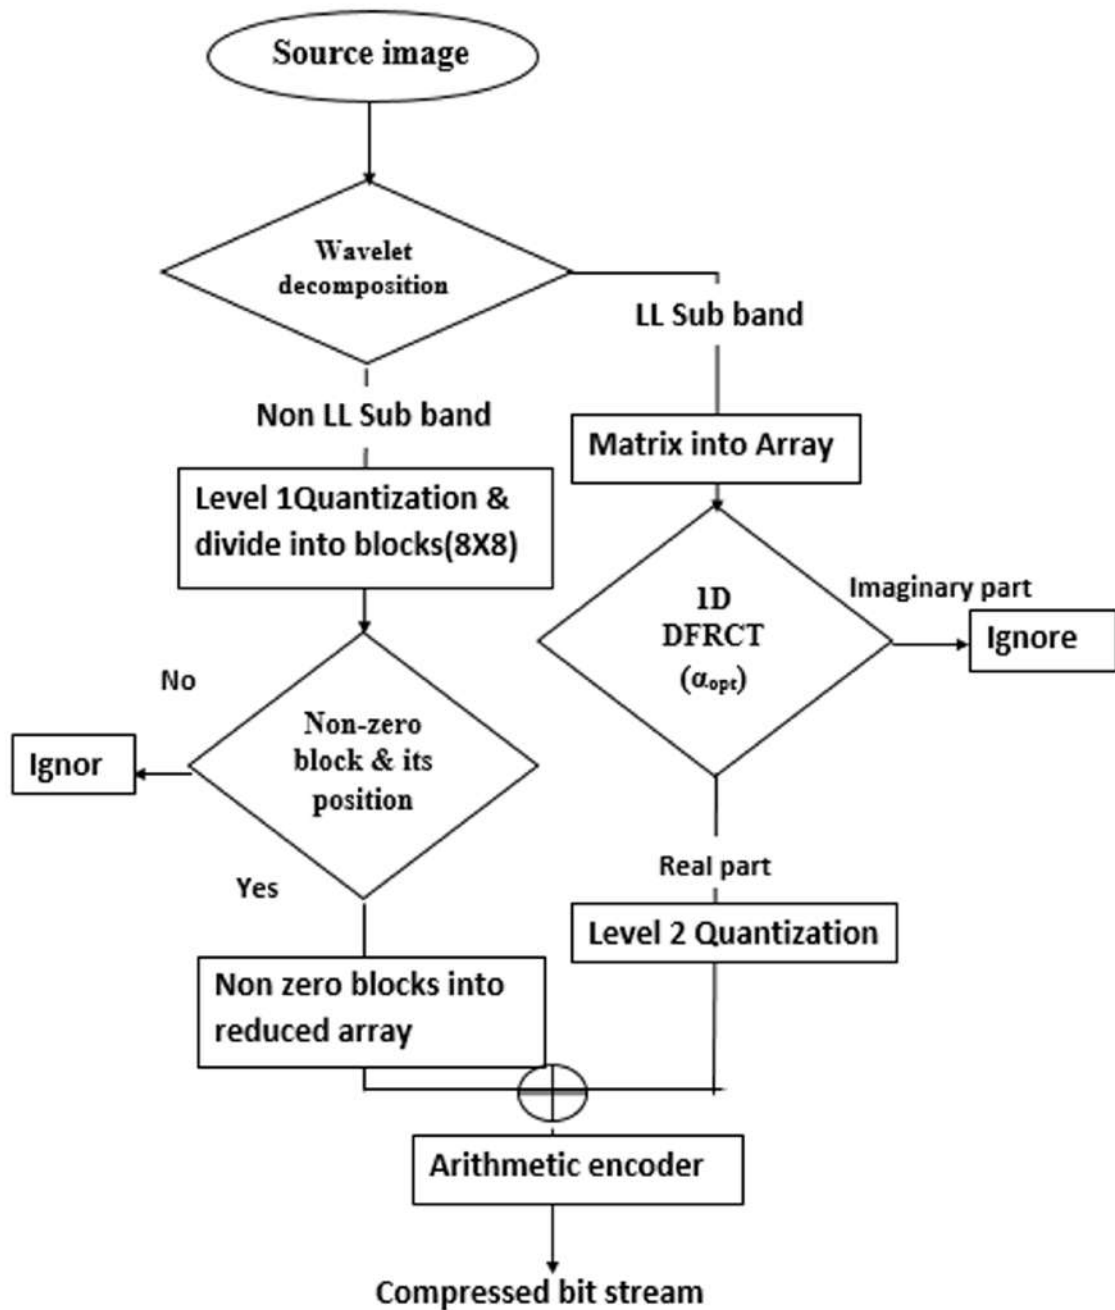 Source image
Wavelet
decomposition
LL Sub band
Non LL Sub band
Matrix into Array
Level 1Quantization &
divide into blocks(8X8)
Imaginary part
1D
DFRCT
(αopt)
Ignore
No
Non-zero
block & its
position
Ignor
Real part
Yes
Level 2 Quantization
Non zero blocks into
reduced array
Arithmetic encoder
Compressed bit stream